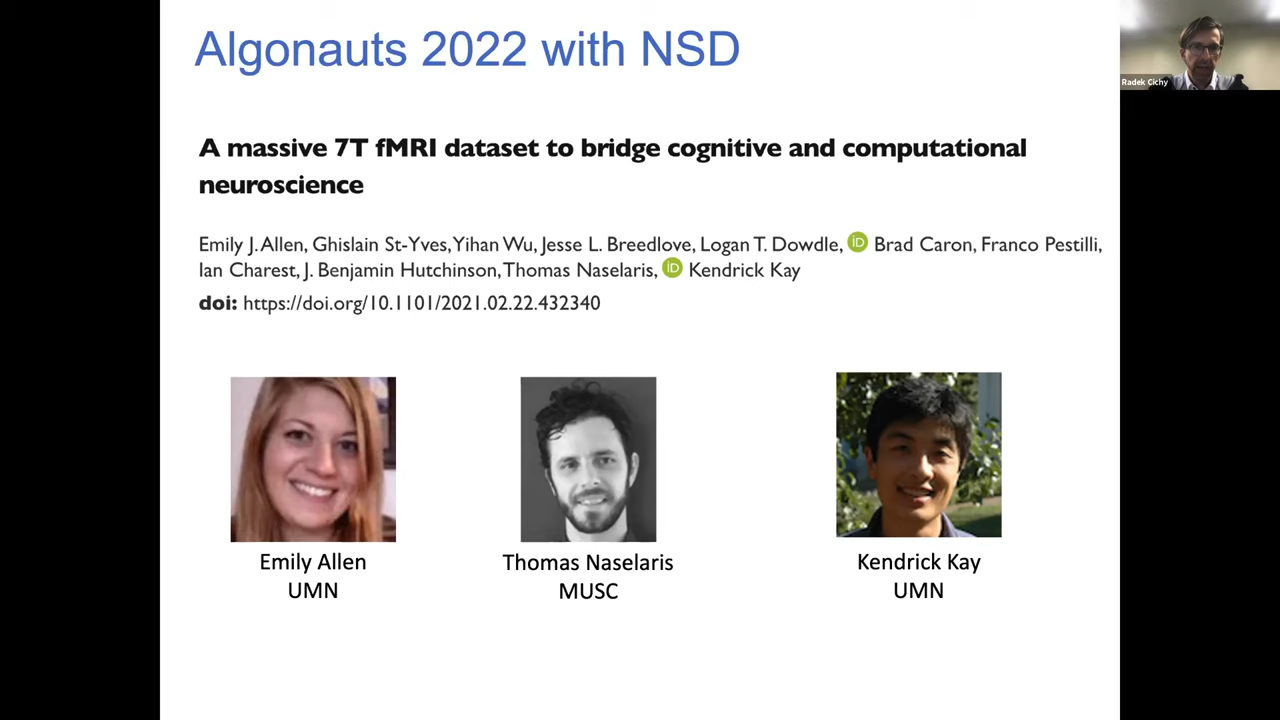 Algonauts 2022 with NSD
Radek Cichy
A massive 7T fMRI dataset to bridge cognitive and computational
neuroscience
Emily J. Allen, Ghislain St-Yves, Yihan Wu, Jesse L. Breedlove, Logan T. Dowdle, iD Brad Caron, Franco Pestilli,
Ian Charest, J. Benjamin Hutchinson, Thomas Naselaris, iD Kendrick Kay
doi: https://doi.org/10.1101/2021.02.22.432340
Emily Allen
UMN
Thomas Naselaris
MUSC
Kendrick Kay
UMN